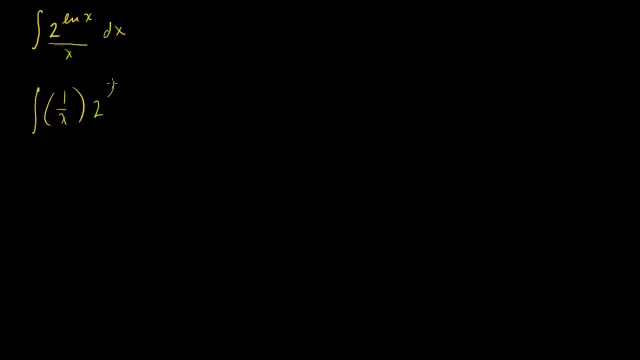 ∫ 2^{ln x}/x dx
∫ (1/x) 2